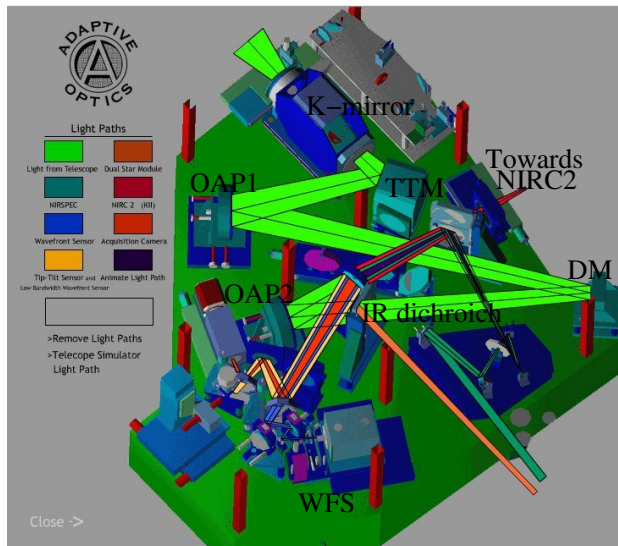 ADAPTIVE
OPTICS
Light Paths
Light from Telescope
Dual Star Module
NIRSPEC
NIRC 2 (KII)
Wavefront Sensor
Acquisition Camera
Tip-Tilt Sensor and
Low Bandwidth Wavefront Sensor
Animate Light Path
>Remove Light Paths
>Telecope Simulator
Light Path
Close ->
K-mirror
Towards
NIRC2
OAP1
TTM
DM
OAP2
IR dichroich
WFS